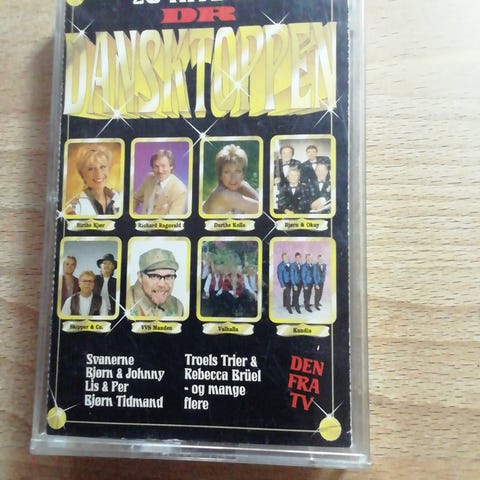 DR
DANSKTOPPEN
Birthe Kjær
Richard Ragnvald
Dorthe Kollo
Bjørn & Okay
Skipper & Co.
VVS Manden
Valhalla
Kandis
Svanerne
Bjørn & Johnny
Lis & Per
Bjørn Tidmand
Troels Trier &
Rebecca Brüel
- og mange
flere
DEN
FRA
TV